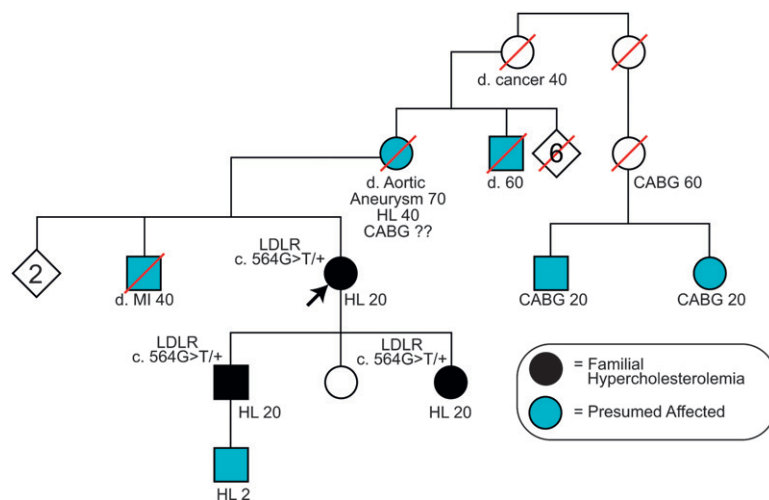 d. cancer 40
6
d. Aortic
Aneurysm 70
HL 40
CABG ??
d. 60
CABG 60
2
d. MI 40
LDLR
c. 564G>T/+
HL 20
CABG 20
CABG 20
LDLR
c. 564G>T/+
HL 20
LDLR
c. 564G>T/+
HL 20
HL 2
= Familial
Hypercholesterolemia
= Presumed Affected